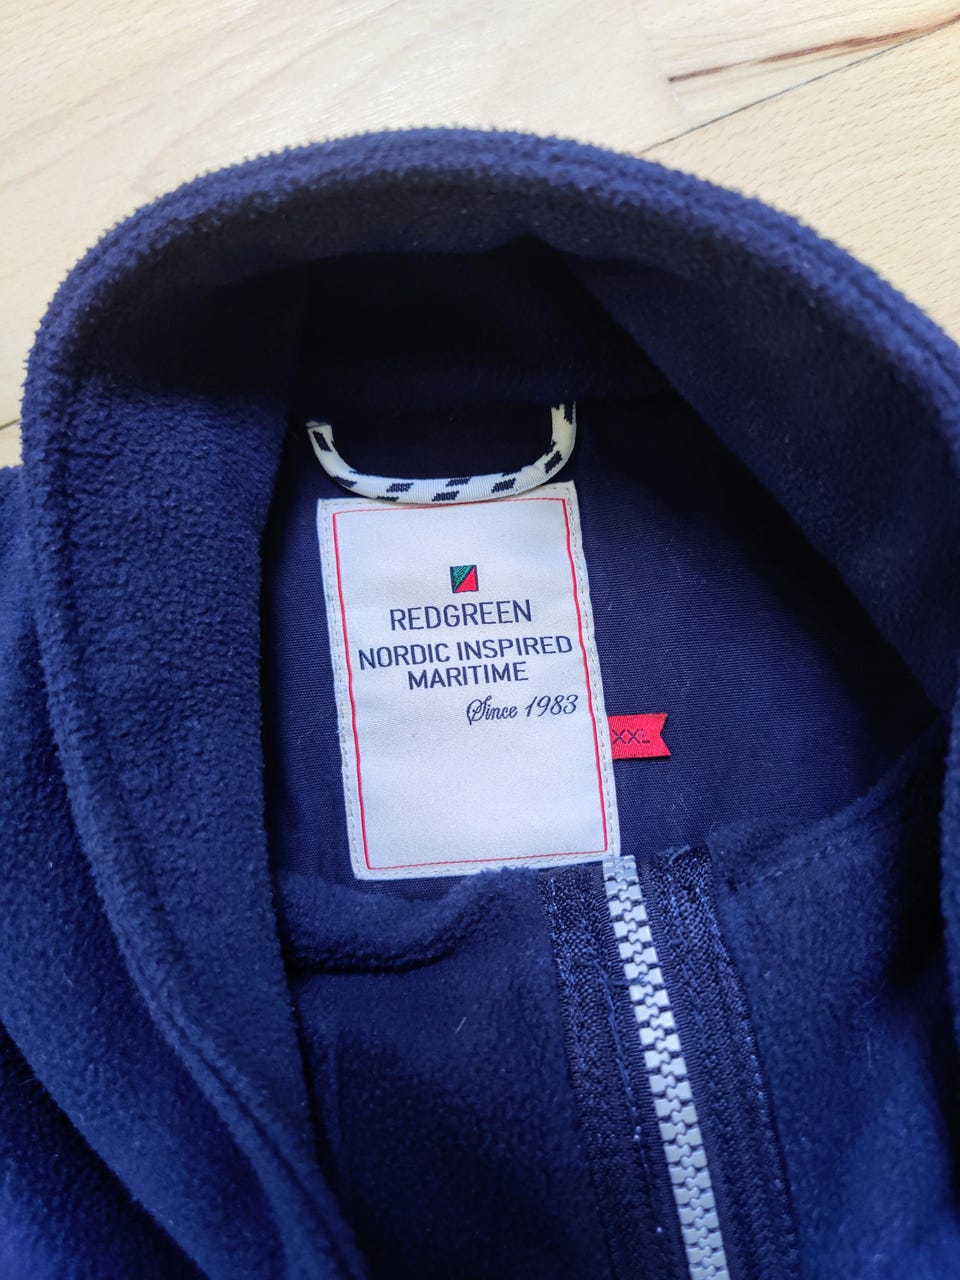 REDGREEN
NORDIC INSPIRED
MARITIME
Since 1983
XXL